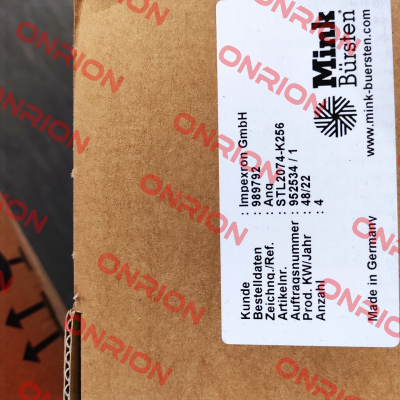 Mink
Bürsten
www.mink-buersten.com
Kunde : Impexron GmbH
Bestelldaten : 989792
Zeichng./Ref. : Ang
Artikelnr. : STL2074-K256
Auftragsnummer : 952534 / 1
Prod. KW/Jahr : 48/22
Anzahl : 4
Made in Germany
ONRION
ONRION
ONRION
ONRION
ONRION
ONRION
ONRION
ONRION